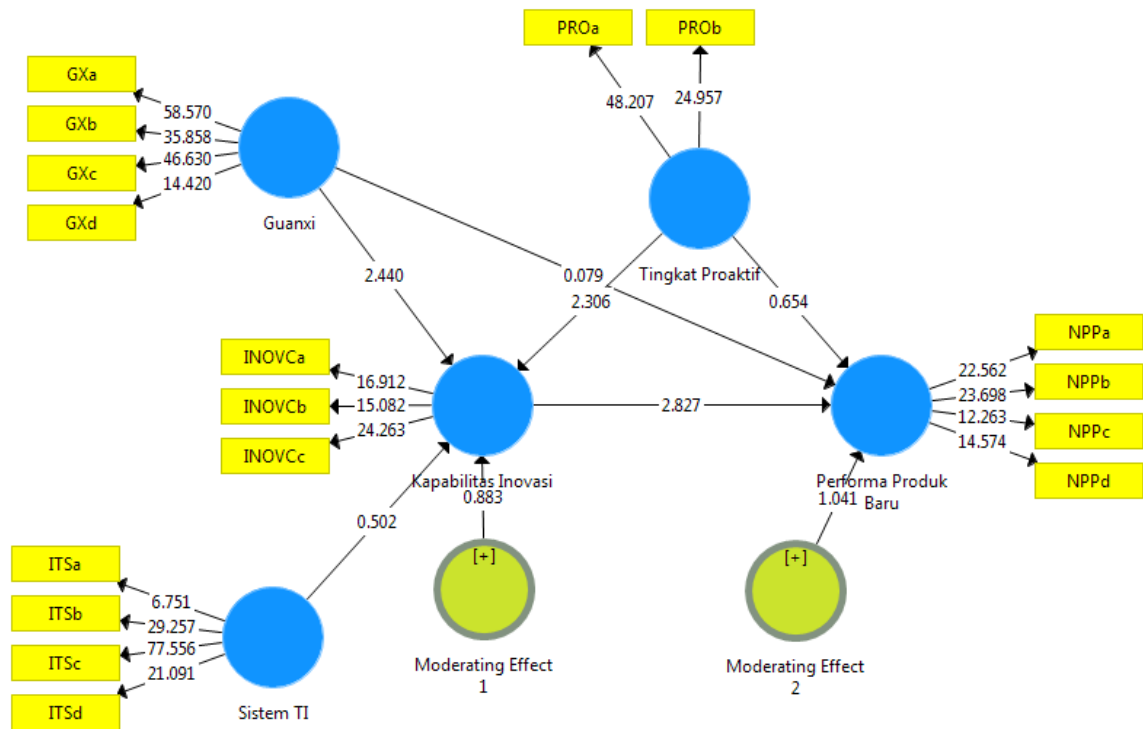 PROa
PROb
48.207
24.957
Tingkat Proaktif
GXa
GXb
GXc
GXd
58.570
35.858
46.630
14.420
Guanxi
2.440
0.079
2.306
0.654
INOVCa
INOVCb
INOVCc
16.912
15.082
24.263
Kapabilitas Inovasi
2.827
NPPa
NPPb
NPPc
NPPd
22.562
23.698
12.263
14.574
Performa Produk
Baru
0.883
1.041
0.502
ITSa
ITSb
ITSc
ITSd
6.751
29.257
77.556
21.091
Sistem TI
[+]
Moderating Effect
1
[+]
Moderating Effect
2